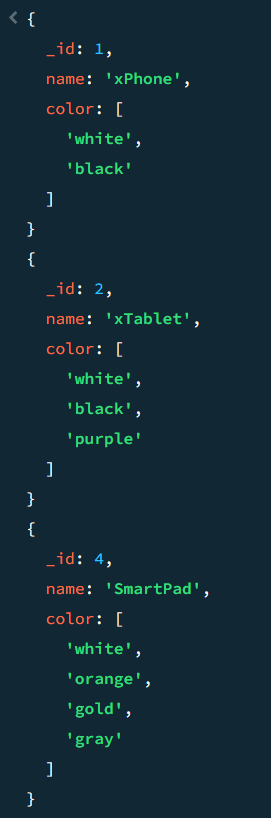 {
_id: 1,
name: 'xPhone',
color: [
'white',
'black'
]
}
{
_id: 2,
name: 'xTablet',
color: [
'white',
'black',
'purple'
]
}
{
_id: 4,
name: 'SmartPad',
color: [
'white',
'orange',
'gold',
'gray'
]
}